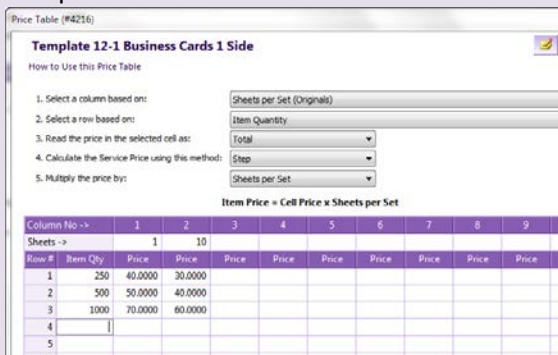 Price Table (#4216)
Template 12-1 Business Cards 1 Side
How to Use this Price Table
1. Select a column based on: Sheets per Set (Originals)
2. Select a row based on: Item Quantity
3. Read the price in the selected cell as: Total
4. Calculate the Service Price using this method: Step
5. Multiply the price by: Sheets per Set
Item Price = Cell Price x Sheets per Set
Column No -> 1 2 3 4 5 6 7 8 9
Sheets -> 1 10
Row # Item Qty Price Price Price Price Price Price Price Price Price
1 250 40.0000 30.0000
2 500 50.0000 40.0000
3 1000 70.0000 60.0000
4
5